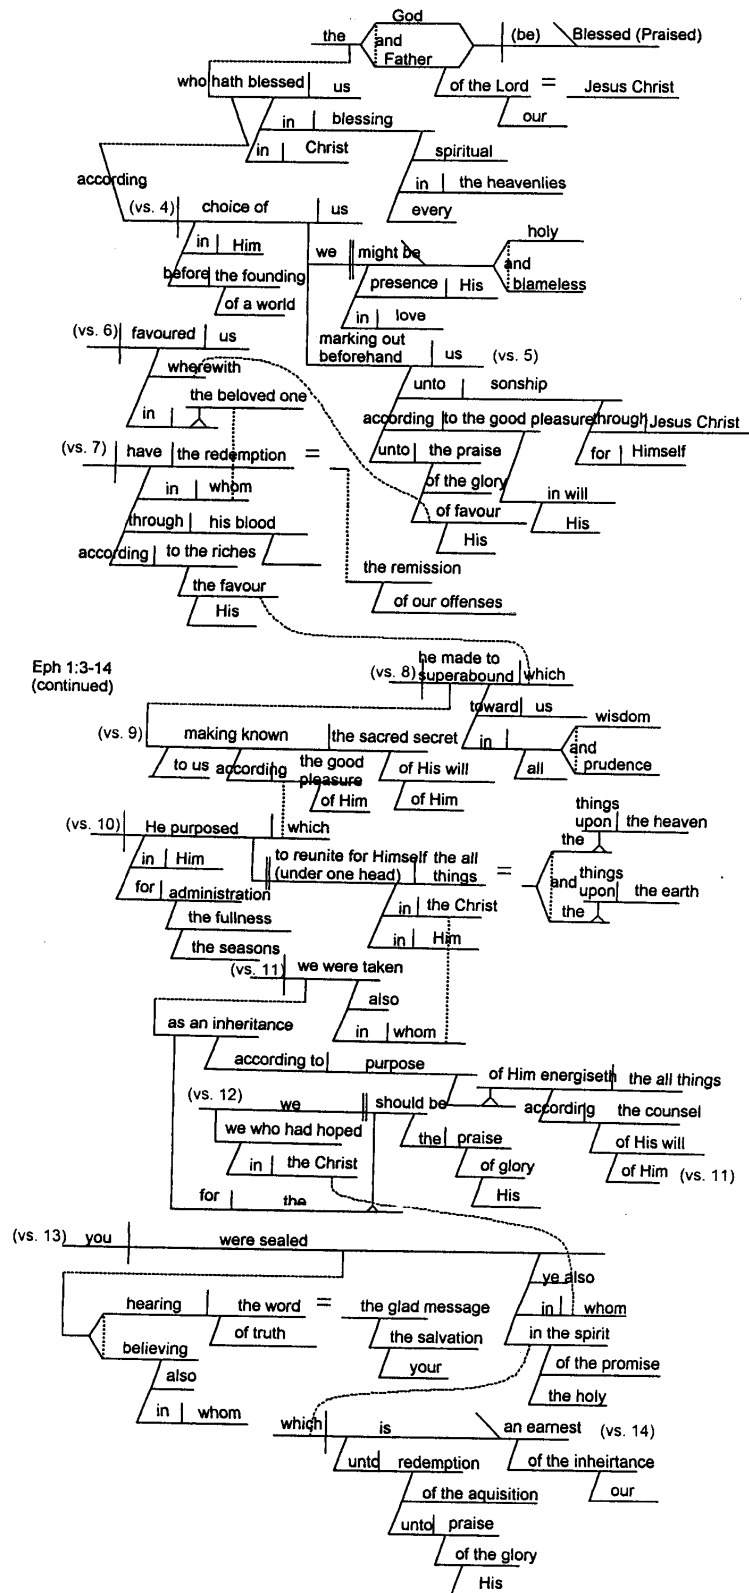 God
the and (be) Blessed (Praised)
Father
who hath blessed us of the Lord = Jesus Christ
our
in blessing
in Christ
spiritual
according in the heavenlies
(vs. 4) choice of us every
in Him
before the founding
of a world
holy
we might be and
blameless
presence His
in love
marking out
beforehand us (vs. 5)
(vs. 6) favoured us
wherewith
the beloved one
in
unto sonship
according to the good pleasure through Jesus Christ
for Himself
unto the praise
of the glory in will
of favour His
His
(vs. 7) have the redemption =
in whom
through his blood
according to the riches
the favour
His
the remission
of our offenses
Eph 1:3-14
(continued)
he made to
(vs. 8) superabound which
toward us
in all
wisdom
and
prudence
(vs. 9) making known the sacred secret
to us according the good
pleasure
of Him
of His will
of Him
(vs. 10) He purposed which
in Him
for administration
the fullness
the seasons
to reunite for Himself the all
(under one head) things =
in the Christ
in Him
things
upon the heaven
the
and things
upon the earth
the
(vs. 11) we were taken
also
in whom
as an inheritance
according to purpose
of Him energiseth the all things
according the counsel
of His will
of Him (vs. 11)
(vs. 12) we should be
we who had hoped
in the Christ
the praise
of glory
His
for the
(vs. 13) you were sealed
ye also
in whom
in the spirit
of the promise
the holy
hearing the word = the glad message
of truth the salvation
your
believing
also
in whom
which is an earnest (vs. 14)
of the inheirtance
our
unto redemption
of the aquisition
unto praise
of the glory
His